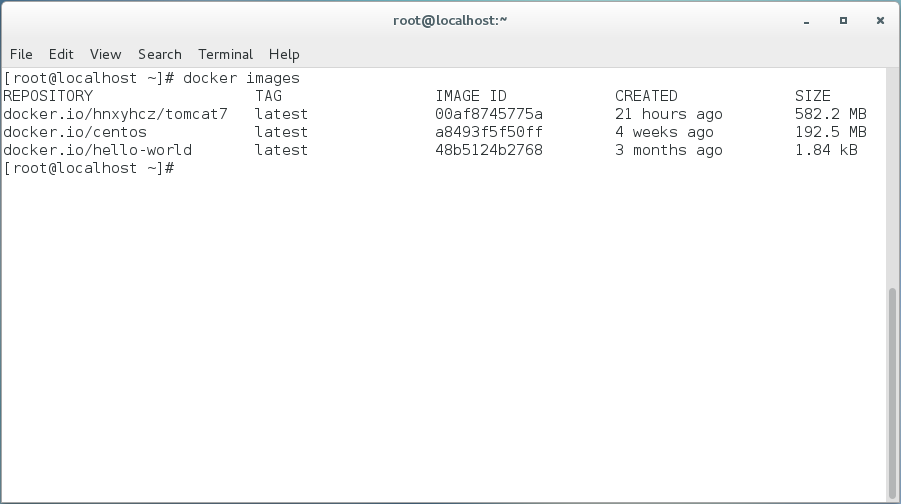 root@localhost:~
File Edit View Search Terminal Help
[root@localhost ~]# docker images
REPOSITORY TAG IMAGE ID CREATED SIZE
docker.io/hnxyhcz/tomcat7 latest 00af8745775a 21 hours ago 582.2 MB
docker.io/centos latest a8493f5f50ff 4 weeks ago 192.5 MB
docker.io/hello-world latest 48b5124b2768 3 months ago 1.84 kB
[root@localhost ~]#